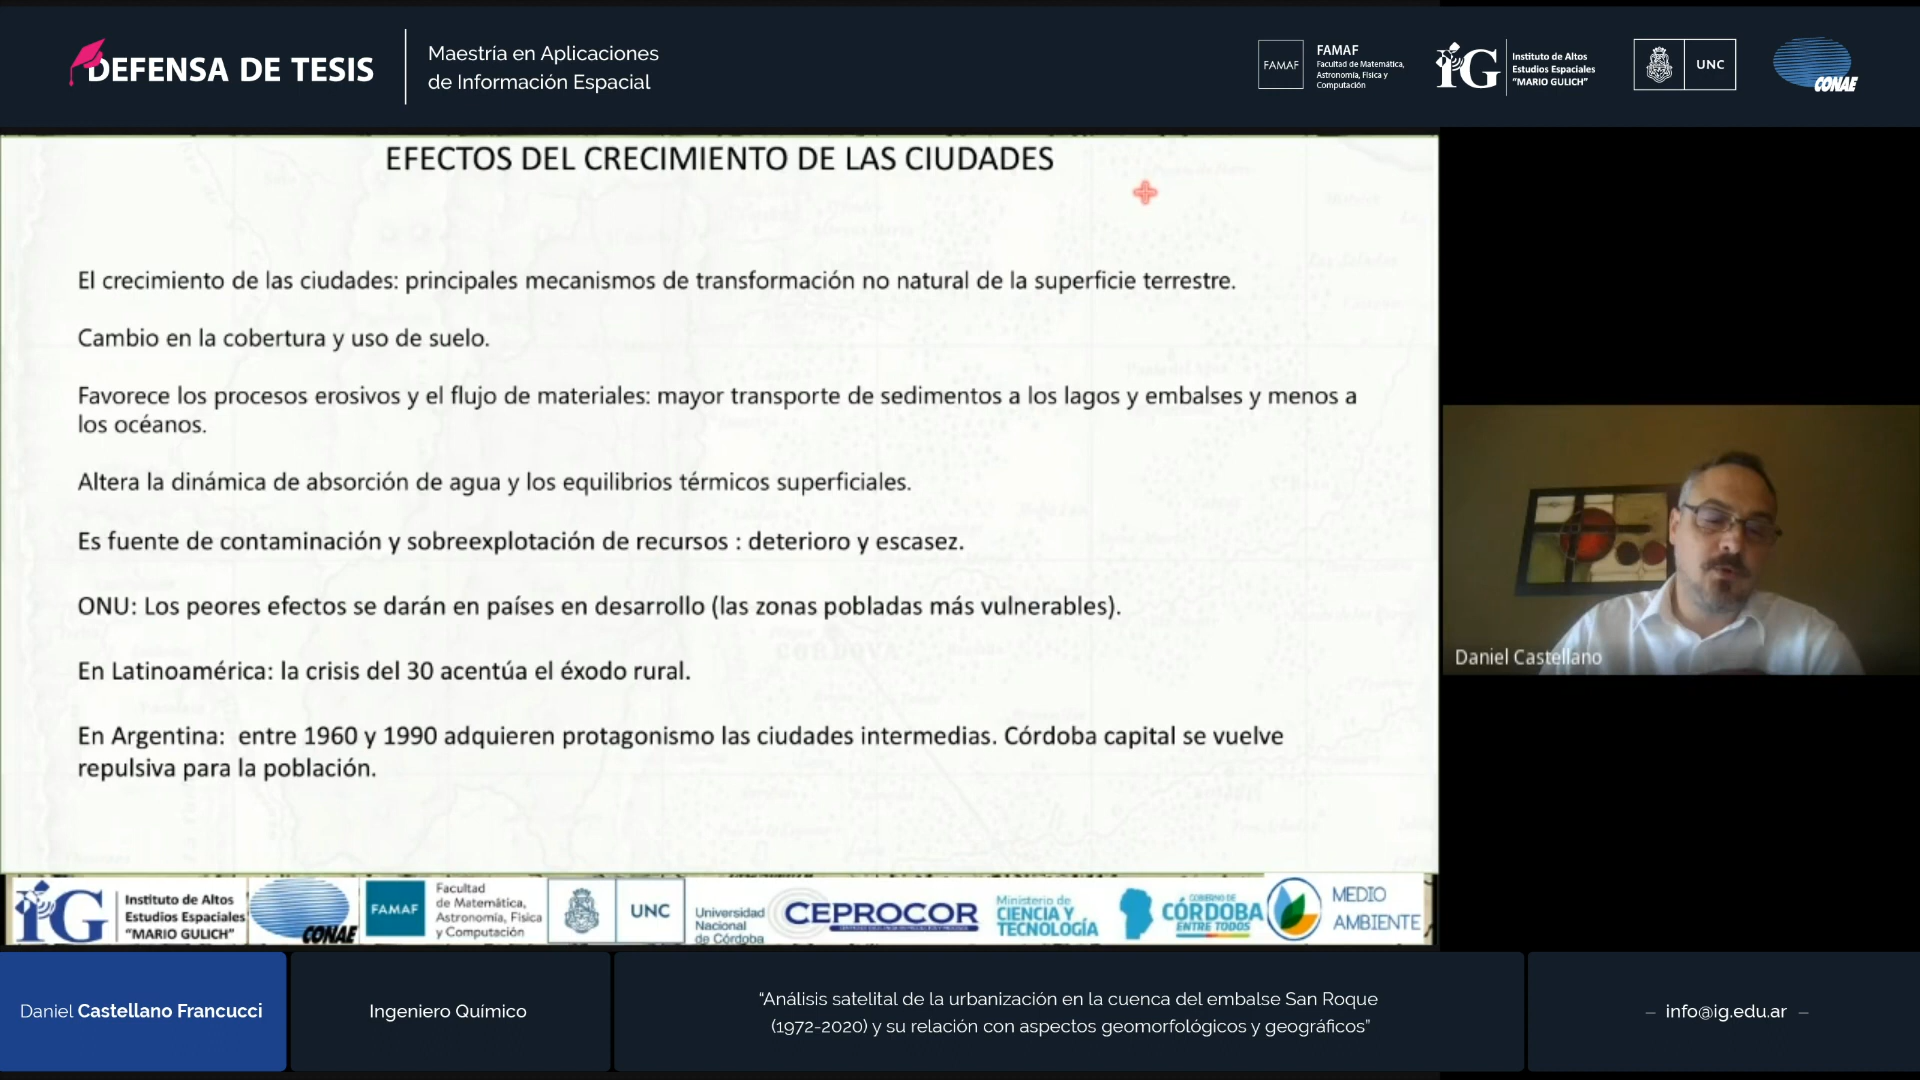 DEFENSA DE TESIS
Maestría en Aplicaciones
de Información Espacial
FAMAF
FAMAF
Facultad de Matemática,
Astronomía, Física y
Computación
iG
Instituto de Altos
Estudios Espaciales
"MARIO GULICH"
UNC
CONAE
EFECTOS DEL CRECIMIENTO DE LAS CIUDADES
El crecimiento de las ciudades: principales mecanismos de transformación no natural de la superficie terrestre.
Cambio en la cobertura y uso de suelo.
Favorece los procesos erosivos y el flujo de materiales: mayor transporte de sedimentos a los lagos y embalses y menos a
los océanos.
Altera la dinámica de absorción de agua y los equilibrios térmicos superficiales.
Es fuente de contaminación y sobreexplotación de recursos : deterioro y escasez.
ONU: Los peores efectos se darán en países en desarrollo (las zonas pobladas más vulnerables).
En Latinoamérica: la crisis del 30 acentúa el éxodo rural.
En Argentina:  entre 1960 y 1990 adquieren protagonismo las ciudades intermedias. Córdoba capital se vuelve
repulsiva para la población.
CORDOVA
Daniel Castellano
iG
Instituto de Altos
Estudios Espaciales
"MARIO GULICH"
CONAE
FAMAF
Facultad
de Matemática,
Astronomía, Física
y Computación
UNC
Universidad
Nacional
de Córdoba
CEPROCOR
Ministerio de
CIENCIA Y
TECNOLOGÍA
GOBIERNO DE
CÓRDOBA
ENTRE TODOS
MEDIO
AMBIENTE
Daniel Castellano Francucci
Ingeniero Químico
“Análisis satelital de la urbanización en la cuenca del embalse San Roque
(1972-2020) y su relación con aspectos geomorfológicos y geográficos”
– info@ig.edu.ar –